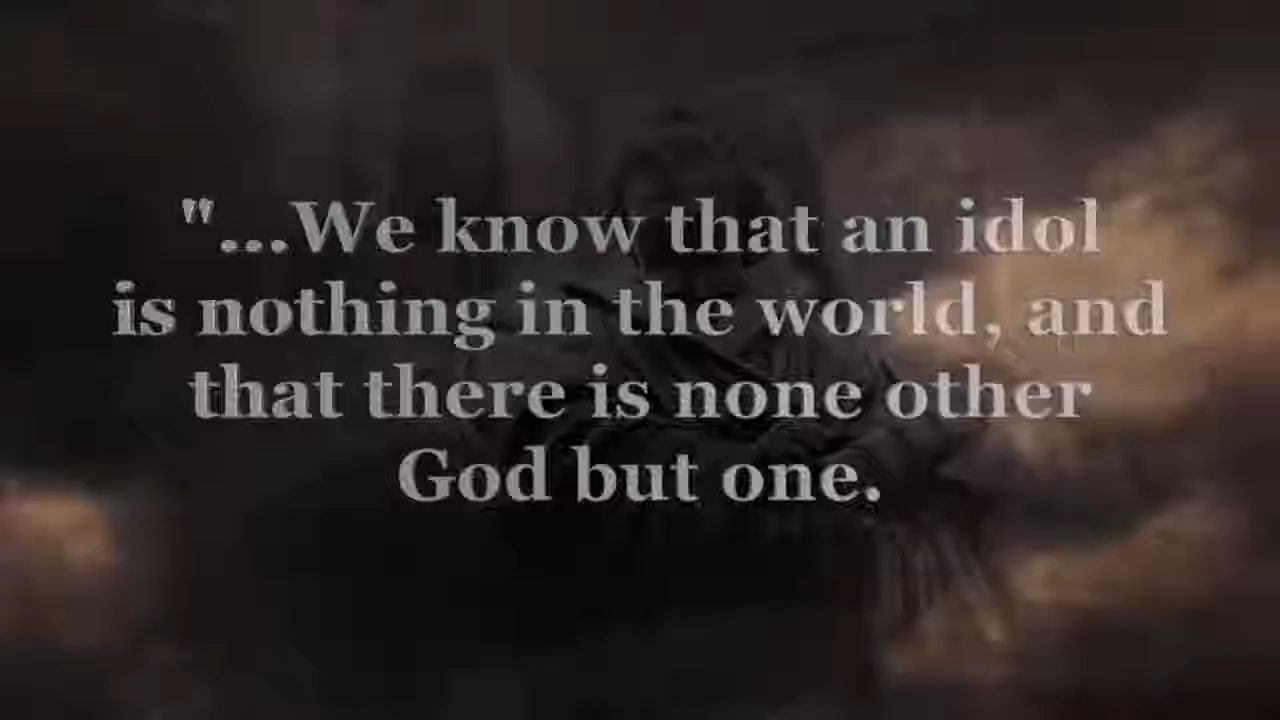 "...We know that an idol
is nothing in the world, and
that there is none other
God but one.